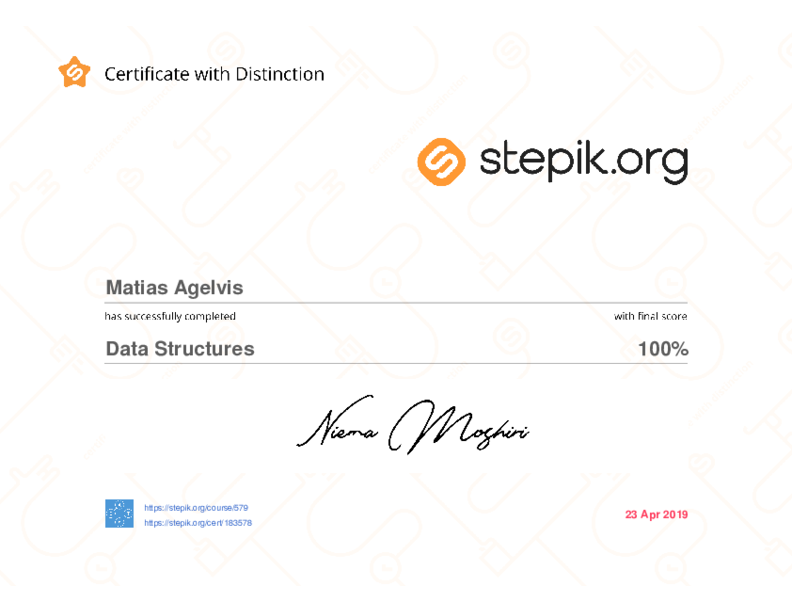 Certificate with Distinction
stepik.org
Matias Agelvis
has successfully completed
with final score
Data Structures
100%
Niema Moshiri
https://stepik.org/course/579
https://stepik.org/cert/183578
23 Apr 2019